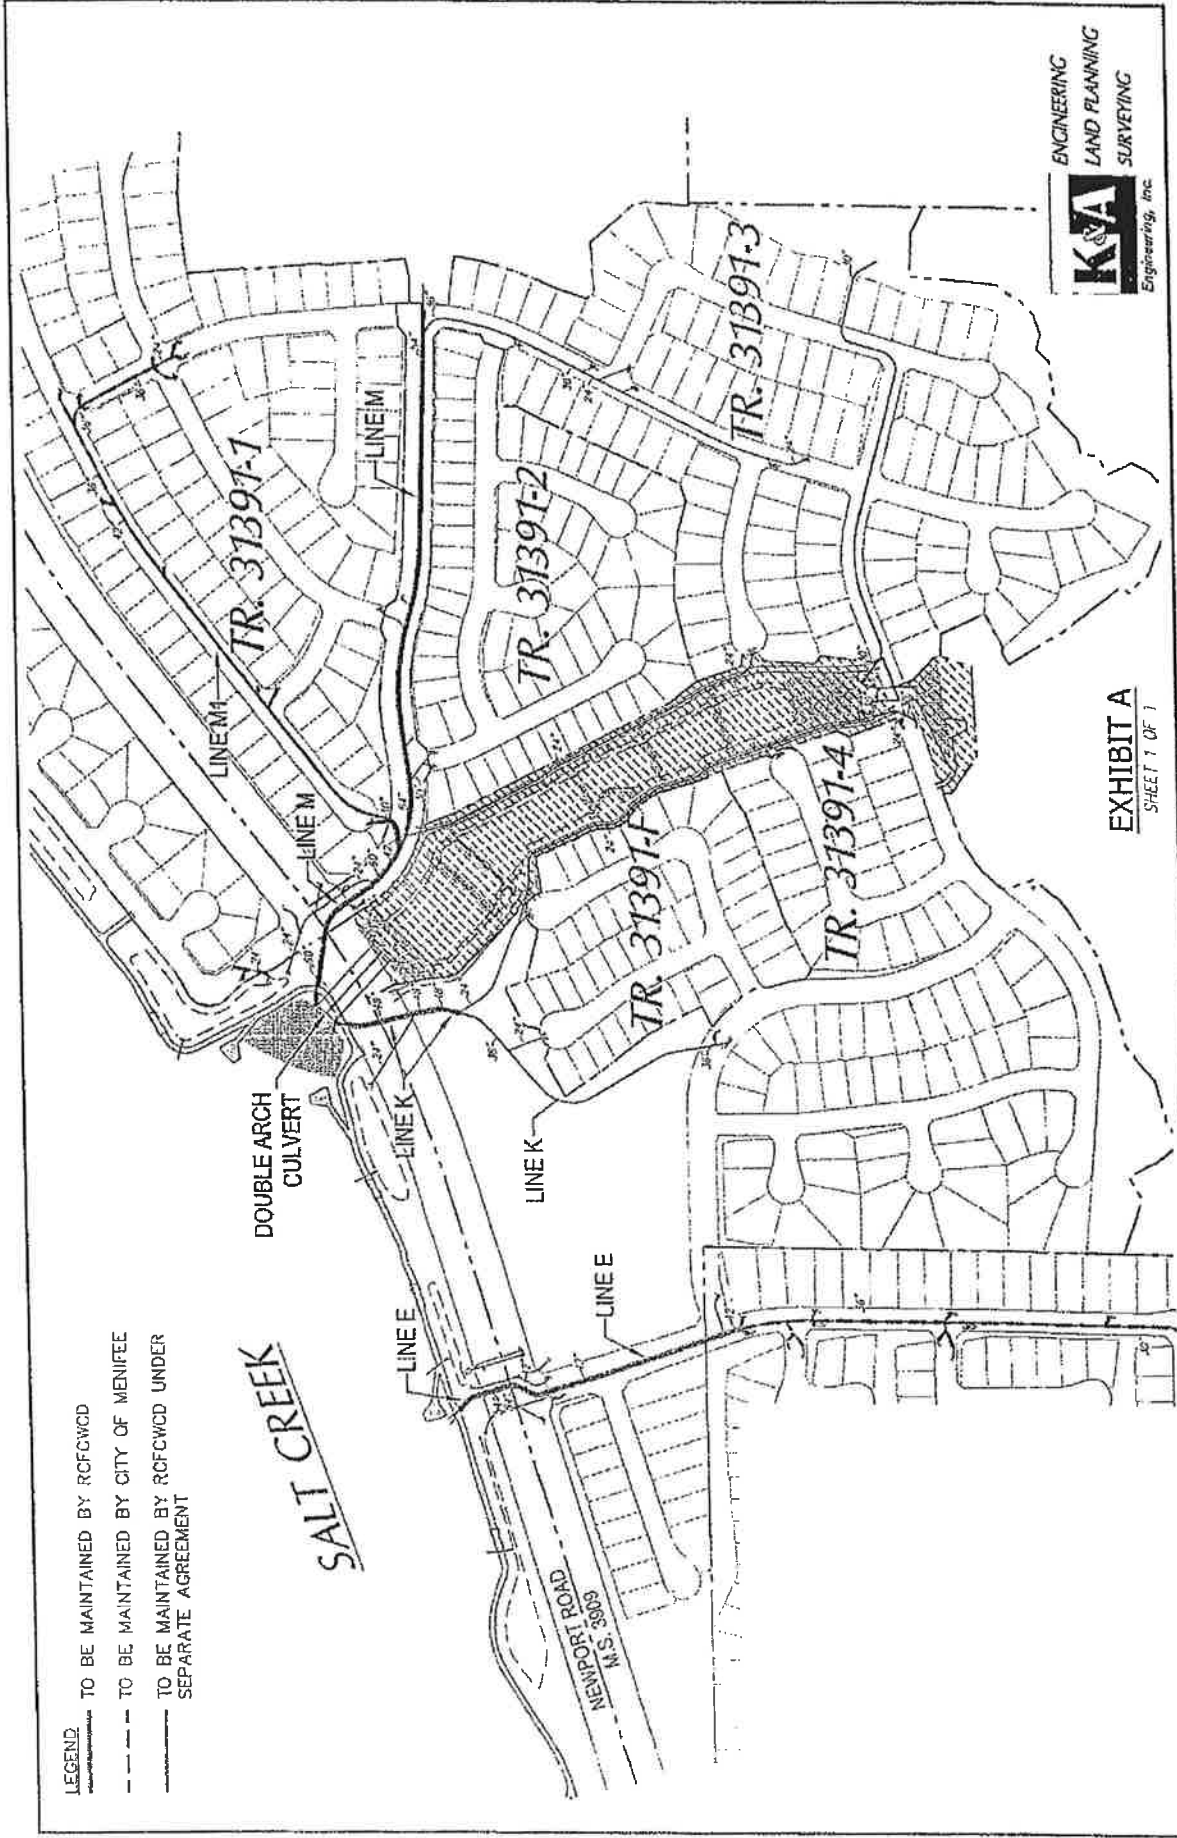 LEGEND
TO BE MAINTAINED BY RCFCWCD
TO BE MAINTAINED BY CITY OF MENIFEE
TO BE MAINTAINED BY RCFCWCD UNDER
SEPARATE AGREEMENT
SALT CREEK
DOUBLE ARCH
CULVERT
LINE M
LINE M1
TR. 31391-1
LINE M
TR. 31391-2
TR. 31391-3
LINE K
LINE K
TR. 31391-F
TR. 31391-4
LINE E
LINE E
NEWPORT ROAD
M.S. 3909
EXHIBIT A
SHEET 1 OF 1
K&A
Engineering, Inc.
ENGINEERING
LAND PLANNING
SURVEYING